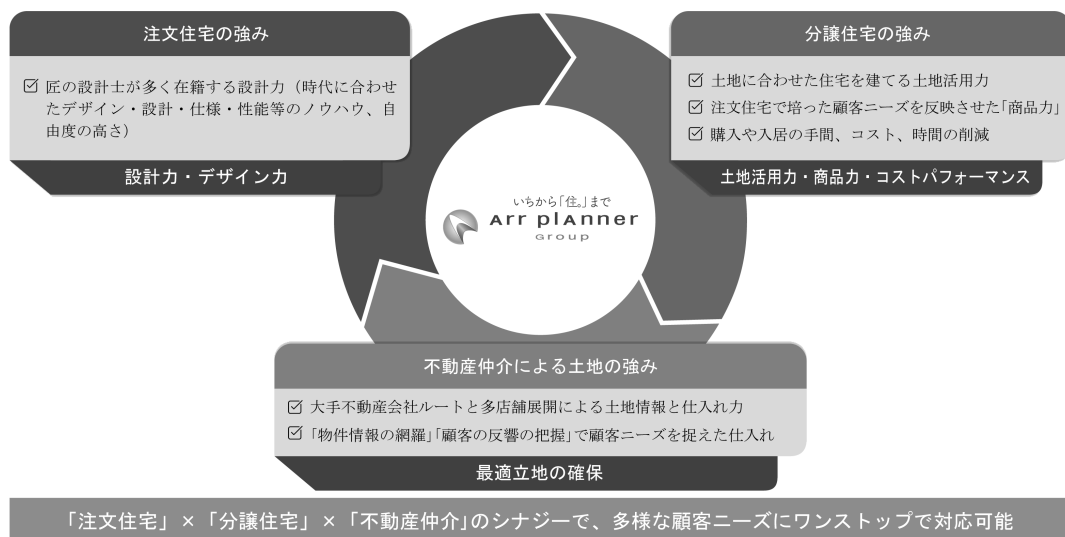 注文住宅の強み
匠の設計士が多く在籍する設計力（時代に合わせ
たデザイン・設計・仕様・性能等のノウハウ、自
由度の高さ）
設計力・デザイン力
分譲住宅の強み
土地に合わせた住宅を建てる土地活用力
注文住宅で培った顧客ニーズを反映させた「商品力」
購入や入居の手間、コスト、時間の削減
土地活用力・商品力・コストパフォーマンス
いちから「住。」まで
Arr plAnner
Group
不動産仲介による土地の強み
大手不動産会社ルートと多店舗展開による土地情報と仕入れ力
「物件情報の網羅」「顧客の反響の把握」で顧客ニーズを捉えた仕入れ
最適立地の確保
「注文住宅」×「分譲住宅」×「不動産仲介」のシナジーで、多様な顧客ニーズにワンストップで対応可能